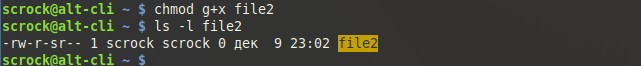 scrock@alt-cli ~ $ chmod g+x file2
scrock@alt-cli ~ $ ls -l file2
-rw-r-sr-- 1 scrock scrock 0 дек  9 23:02 file2
scrock@alt-cli ~ $